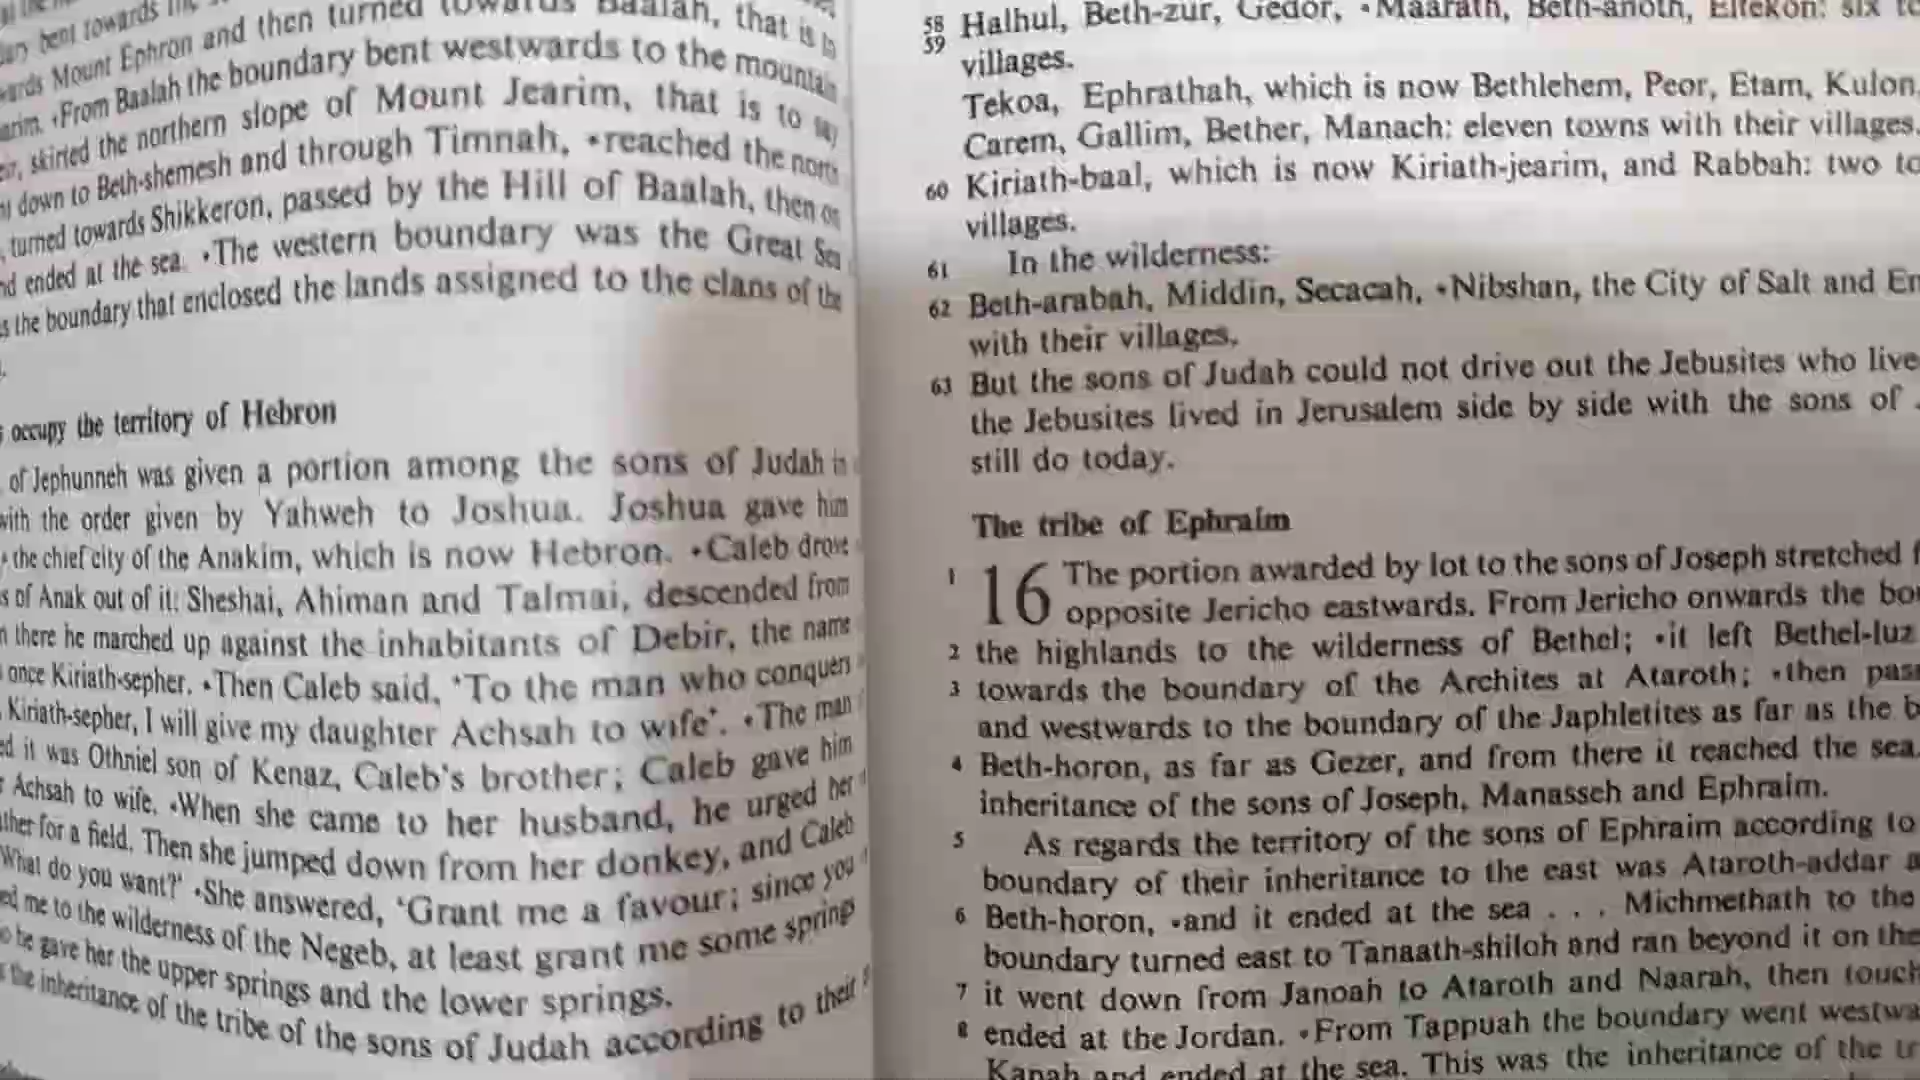 bent towards the
wards Mount Ephron and then turned towards Baalah, that is to
From Baalah the boundary bent westwards to the mountain
skirted the northern slope of Mount Jearim, that is to say
down to Beth-shemesh and through Timnah, •reached the north
turned towards Shikkeron, passed by the Hill of Baalah, then on
ended at the sea. •The western boundary was the Great Sea
the boundary that enclosed the lands assigned to the clans of the
occupy the territory of Hebron
of Jephunneh was given a portion among the sons of Judah in
with the order given by Yahweh to Joshua. Joshua gave him
the chief city of the Anakim, which is now Hebron. •Caleb drove
s of Anak out of it: Sheshai, Ahiman and Talmai, descended from
there he marched up against the inhabitants of Debir, the name
once Kiriath-sepher. •Then Caleb said, 'To the man who conquers
Kiriath-sepher, I will give my daughter Achsah to wife'. •The man
ed it was Othniel son of Kenaz, Caleb's brother; Caleb gave him
Achsah to wife. •When she came to her husband, he urged her
ther for a field. Then she jumped down from her donkey, and Caleb
What do you want?' •She answered, 'Grant me a favour; since you
ed me to the wilderness of the Negeb, at least grant me some springs
he gave her the upper springs and the lower springs.
the inheritance of the tribe of the sons of Judah according to their
58 Halhul, Beth-zur, Gedor, •Maarath, Beth-anoth, Eltekon: six to
59 villages.
Tekoa, Ephrathah, which is now Bethlehem, Peor, Etam, Kulon,
Carem, Gallim, Bether, Manach: eleven towns with their villages.
60 Kiriath-baal, which is now Kiriath-jearim, and Rabbah: two to
villages.
61 In the wilderness:
62 Beth-arabah, Middin, Secacah, •Nibshan, the City of Salt and En
with their villages.
63 But the sons of Judah could not drive out the Jebusites who live
the Jebusites lived in Jerusalem side by side with the sons of
still do today.
The tribe of Ephraim
1 16 The portion awarded by lot to the sons of Joseph stretched f
opposite Jericho eastwards. From Jericho onwards the bou
2 the highlands to the wilderness of Bethel; •it left Bethel-luz
3 towards the boundary of the Archites at Ataroth; •then pass
and westwards to the boundary of the Japhletites as far as the b
4 Beth-horon, as far as Gezer, and from there it reached the sea.
inheritance of the sons of Joseph, Manasseh and Ephraim.
5 As regards the territory of the sons of Ephraim according to
boundary of their inheritance to the east was Ataroth-addar a
6 Beth-horon, •and it ended at the sea . . . Michmethath to the
boundary turned east to Tanaath-shiloh and ran beyond it on the
7 it went down from Janoah to Ataroth and Naarah, then touch
8 ended at the Jordan. •From Tappuah the boundary went westwa
Kanah and ended at the sea. This was the inheritance of the tr